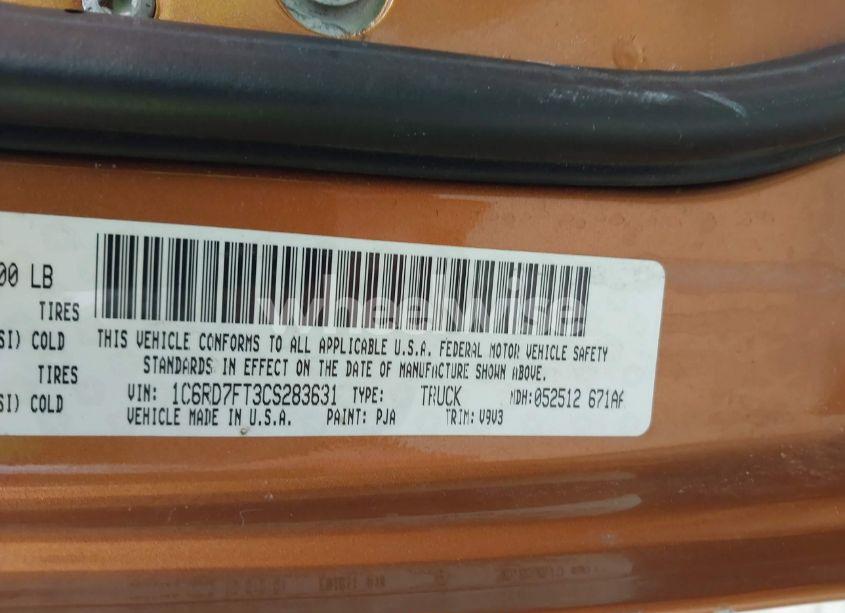 00 LB
wheelwise
TIRES
SI) COLD
THIS VEHICLE CONFORMS TO ALL APPLICABLE U.S.A. FEDERAL MOTOR VEHICLE SAFETY
STANDARDS IN EFFECT ON THE DATE OF MANUFACTURE SHOWN ABOVE.
TIRES
SI) COLD
VIN: 1C6RD7FT3CS283631 TYPE: TRUCK MDH: 052512 671AF
VEHICLE MADE IN U.S.A. PAINT: PJA TRIM: V9V3